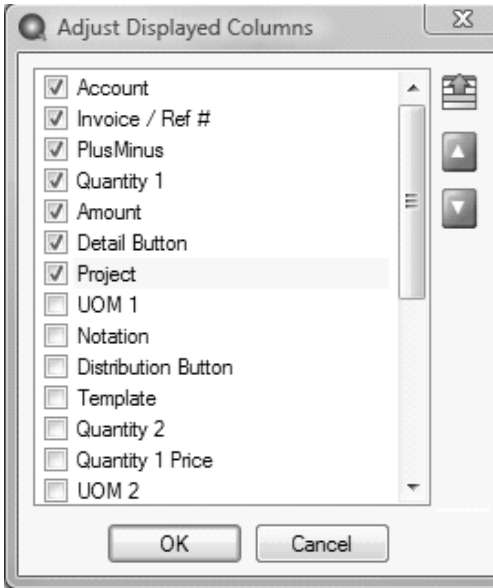 Adjust Displayed Columns
Account
Invoice / Ref #
PlusMinus
Quantity 1
Amount
Detail Button
Project
UOM 1
Notation
Distribution Button
Template
Quantity 2
Quantity 1 Price
UOM 2
OK
Cancel